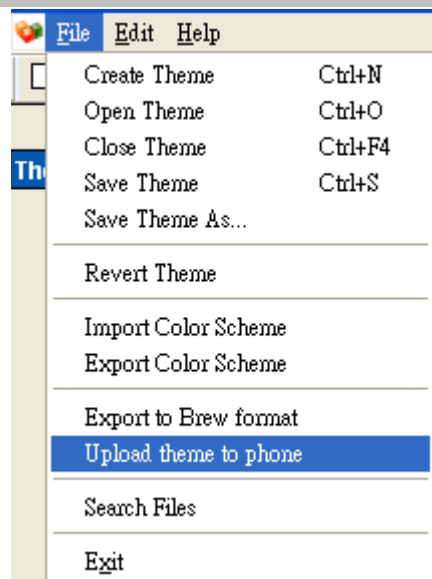 File Edit Help
Create Theme Ctrl+N
Open Theme Ctrl+O
Close Theme Ctrl+F4
Th
Save Theme Ctrl+S
Save Theme As...
Revert Theme
Import Color Scheme
Export Color Scheme
Export to Brew format
Upload theme to phone
Search Files
Exit